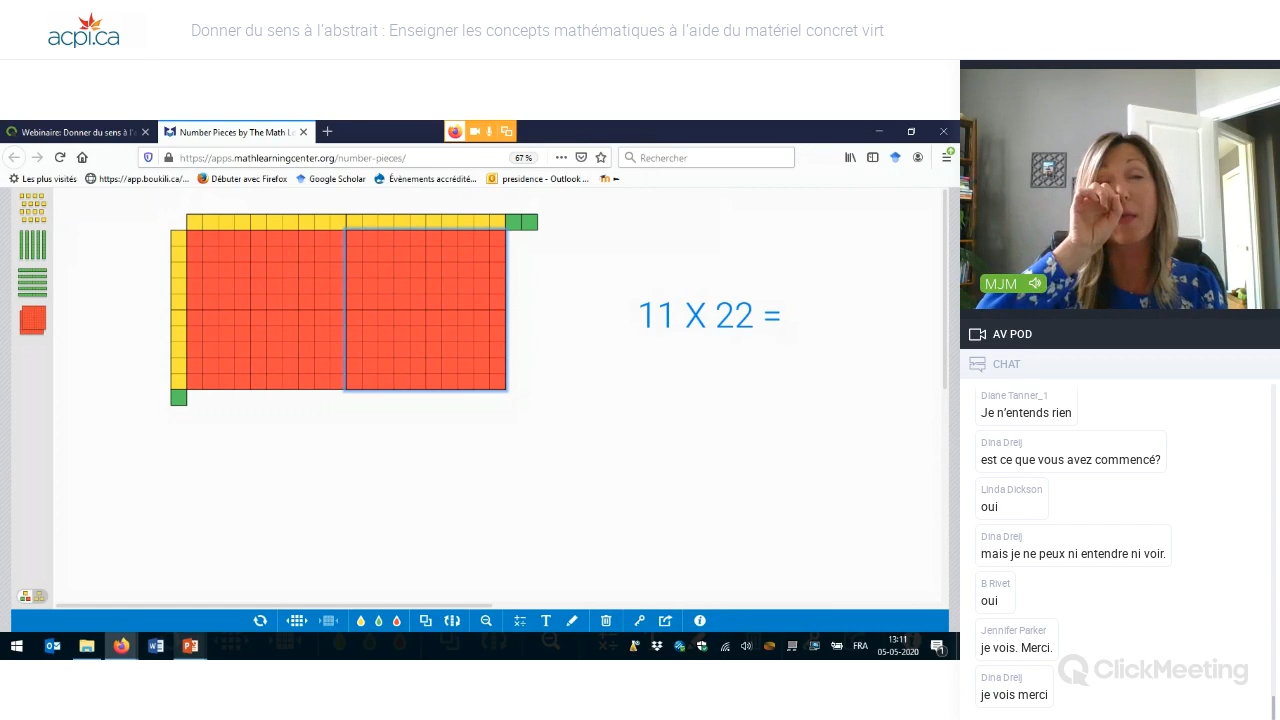 acpi.ca
Donner du sens à l'abstrait : Enseigner les concepts mathématiques à l'aide du matériel concret virt
Webinaire: Donner du sens à l'a
Number Pieces by The Math Le
https://apps.mathlearningcenter.org/number-pieces/
67 %
Rechercher
Les plus visités
https://app.boukili.ca/...
Débuter avec Firefox
Google Scholar
Évènements accrédité...
presidence - Outlook ...
11 X 22 =
FRA
13:11
05-05-2020
1
MJM
AV POD
CHAT
Diane Tanner_1
Je n'entends rien
Dina Dreij
est ce que vous avez commencé?
Linda Dickson
oui
Dina Dreij
mais je ne peux ni entendre ni voir.
B Rivet
oui
Jennifer Parker
je vois. Merci.
Dina Dreij
je vois merci
ClickMeeting